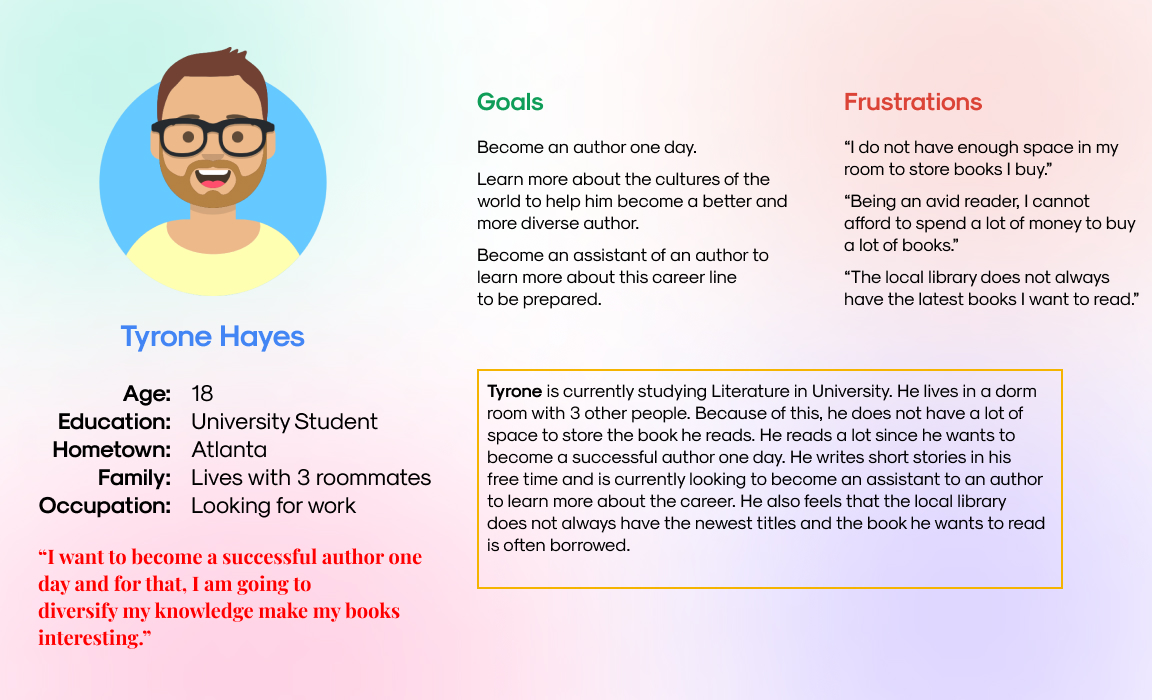 Tyrone Hayes
Age: 18
Education: University Student
Hometown: Atlanta
Family: Lives with 3 roommates
Occupation: Looking for work
“I want to become a successful author one
day and for that, I am going to
diversify my knowledge make my books
interesting.”
Goals
Become an author one day.
Learn more about the cultures of the
world to help him become a better and
more diverse author.
Become an assistant of an author to
learn more about this career line
to be prepared.
Frustrations
“I do not have enough space in my
room to store books I buy.”
“Being an avid reader, I cannot
afford to spend a lot of money to buy
a lot of books.”
“The local library does not always
have the latest books I want to read.”
Tyrone is currently studying Literature in University. He lives in a dorm
room with 3 other people. Because of this, he does not have a lot of
space to store the book he reads. He reads a lot since he wants to
become a successful author one day. He writes short stories in his
free time and is currently looking to become an assistant to an author
to learn more about the career. He also feels that the local library
does not always have the newest titles and the book he wants to read
is often borrowed.